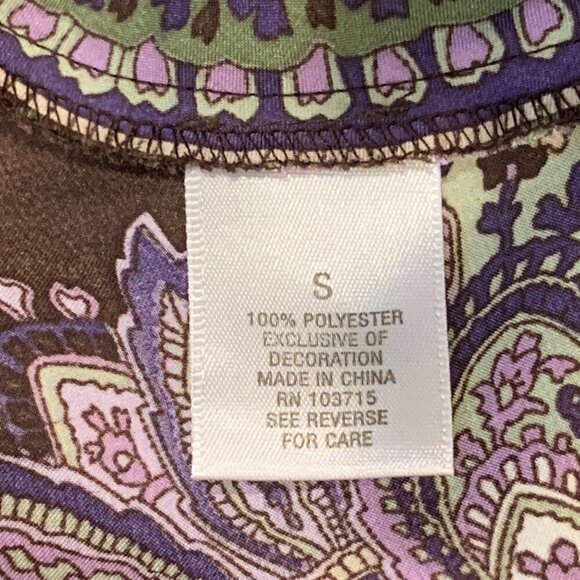 S
100% POLYESTER
EXCLUSIVE OF
DECORATION
MADE IN CHINA
RN 103715
SEE REVERSE
FOR CARE